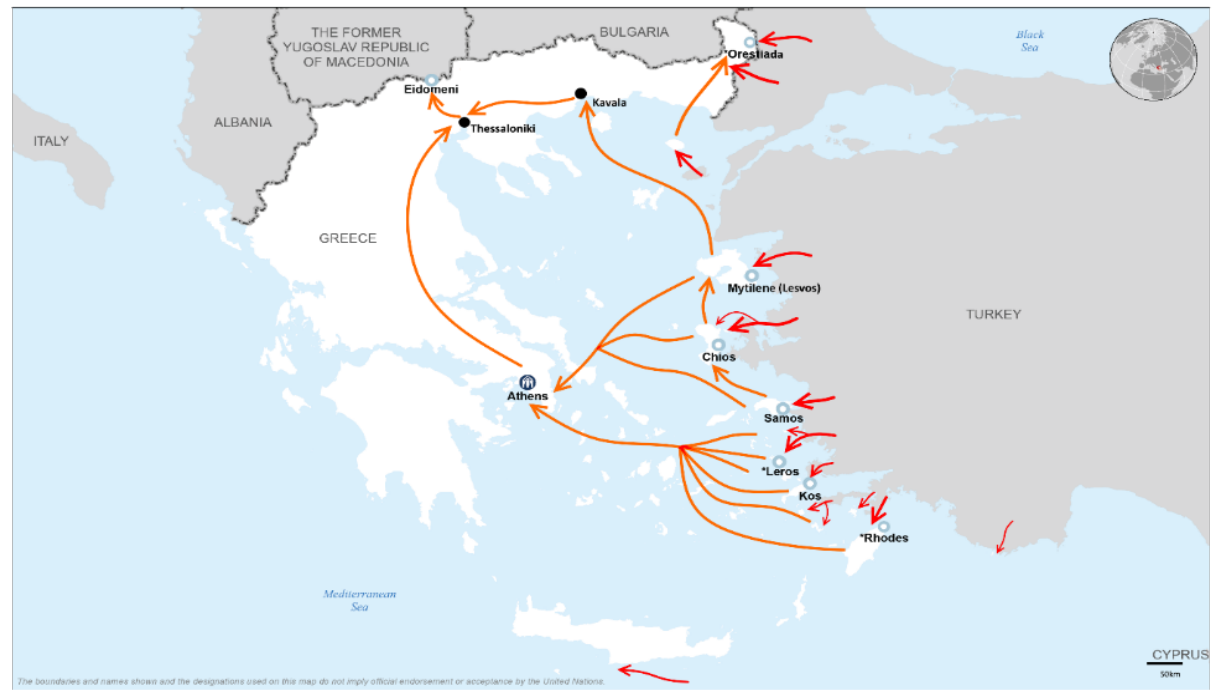 THE FORMER
YUGOSLAV REPUBLIC
OF MACEDONIA
BULGARIA
Black
Sea
*Orestiada
Eidomeni
Kavala
Thessaloniki
ALBANIA
ITALY
GREECE
Mytilene (Lesvos)
TURKEY
Chios
Athens
Samos
*Leros
Kos
*Rhodes
Mediterranean
Sea
CYPRUS
50km
The boundaries and names shown and the designations used on this map do not imply official endorsement or acceptance by the United Nations.